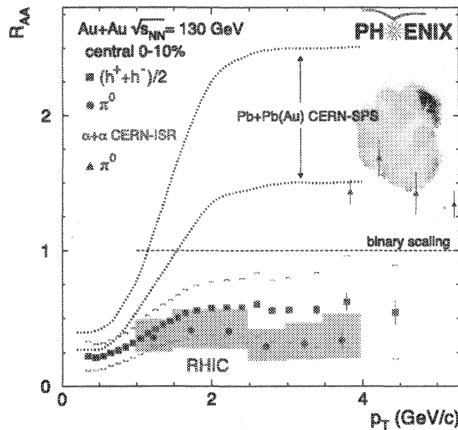 R_AA
Au+Au √s_NN = 130 GeV
PHENIX
central 0-10%
(h⁺+h⁻)/2
π⁰
α+α CERN-ISR
π⁰
Pb+Pb(Au) CERN-SPS
binary scaling
RHIC
2
1
0
0
2
4
p_T (GeV/c)